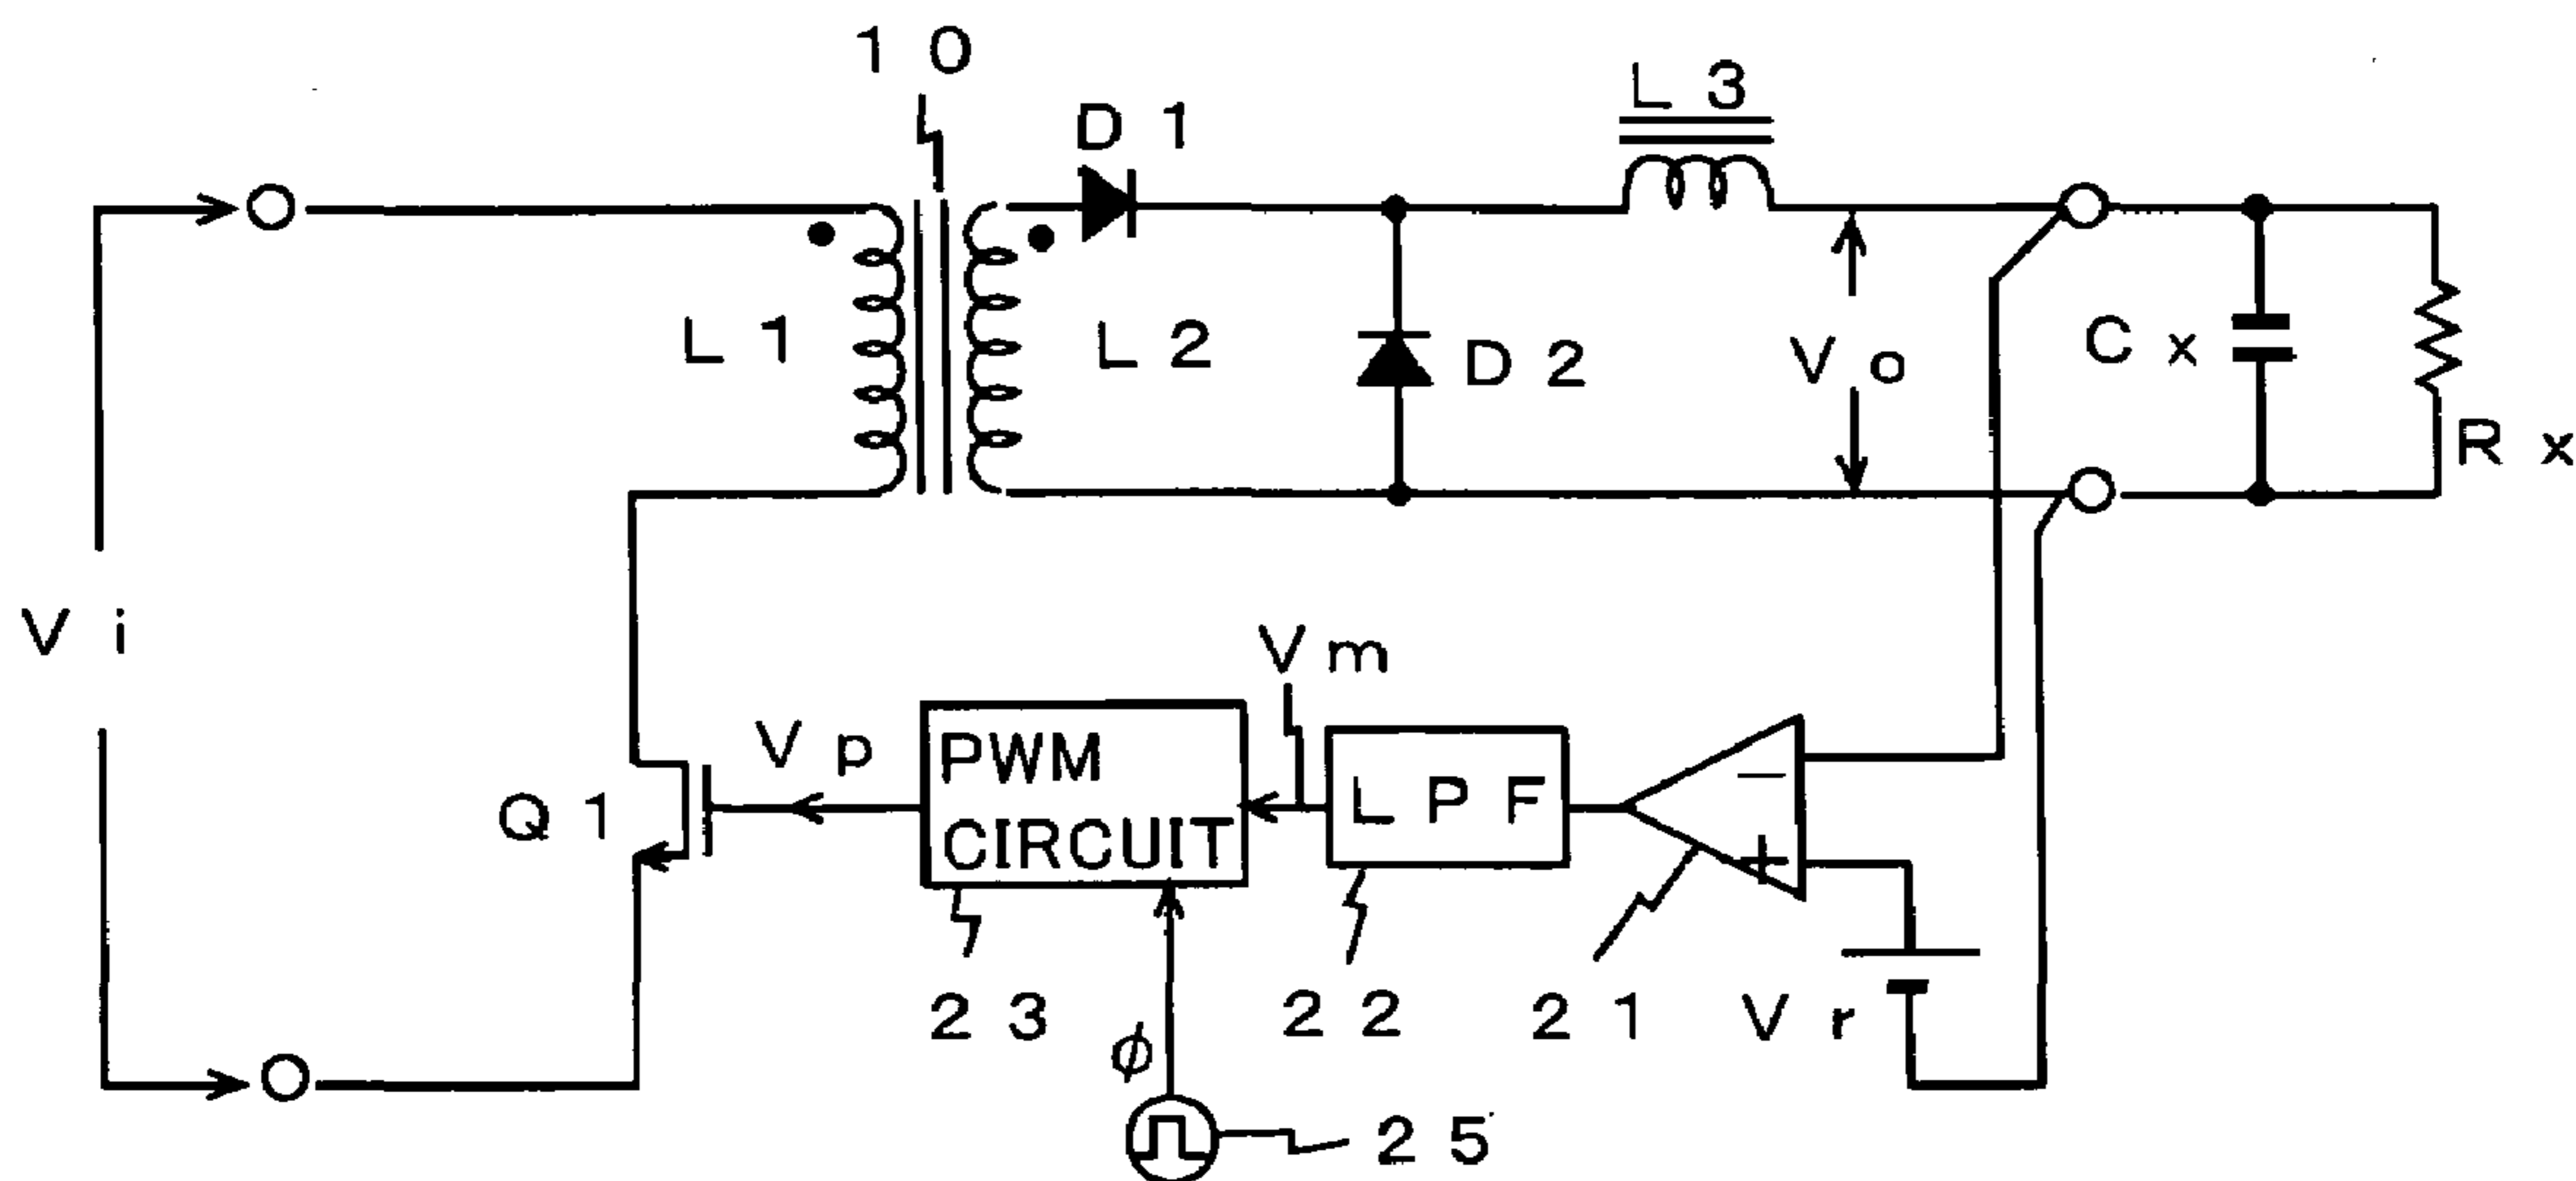 10
D1
L3
L1
L2
D2
Vo
Cx
Rx
Vi
Vm
Vp
PWM
CIRCUIT
LPF
−
+
Q1
23
22
21
Vr
ϕ
25